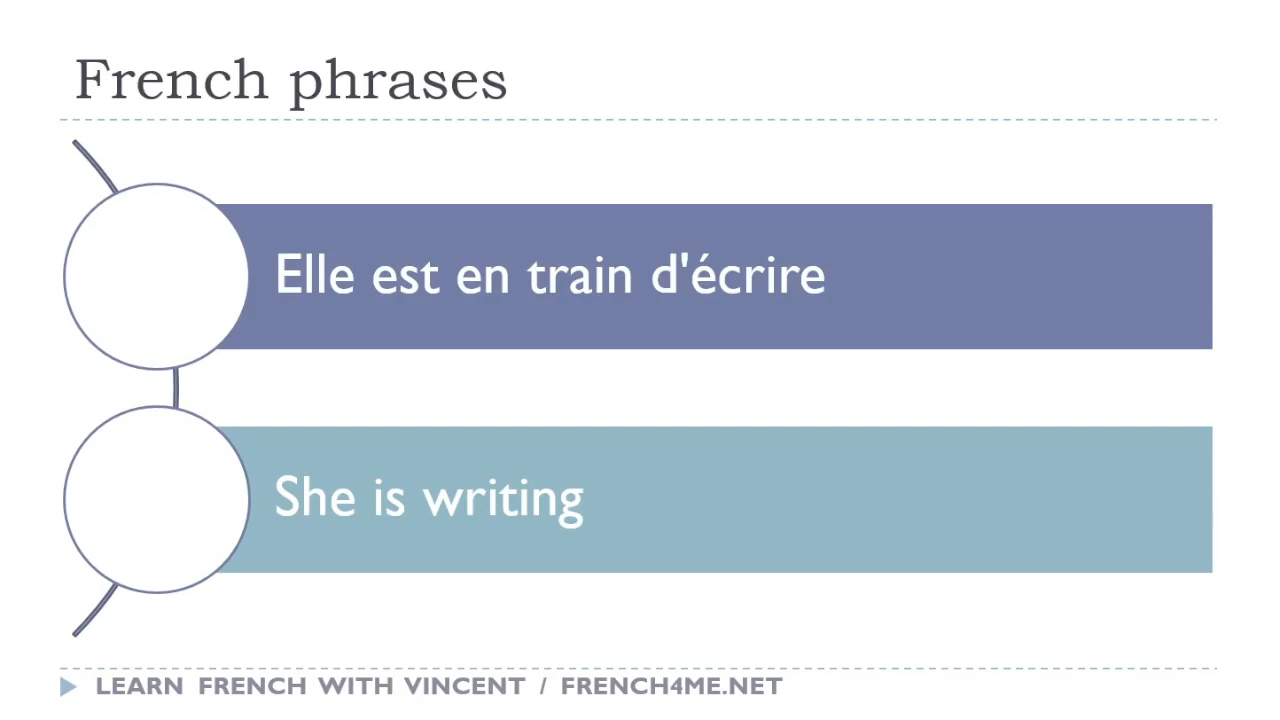 French phrases
Elle est en train d'écrire
She is writing
LEARN FRENCH WITH VINCENT / FRENCH4ME.NET